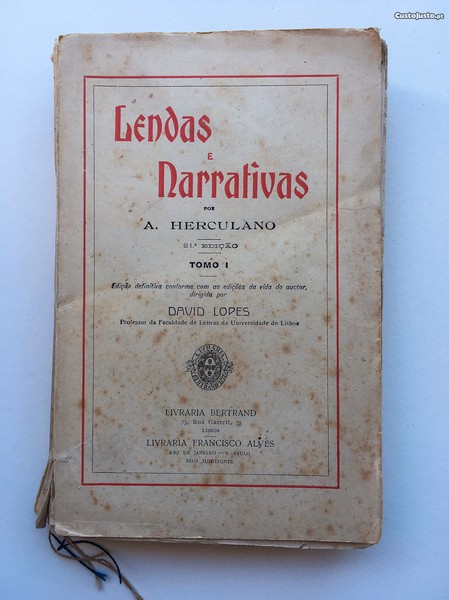 CustoJusto.pt
Lendas
E
Narrativas
POR
A. HERCULANO
21.ª EDIÇÃO
TOMO I
Edição definitiva conforme com as edições da vida do auctor,
dirigida por
DAVID LOPES
Professor da Faculdade de Letras da Universidade de Lisboa
LIVRARIA BERTRAND
73, Rua Garrett, 75
LISBOA
LIVRARIA FRANCISCO ALVES
RIO DE JANEIRO — S. PAULO
BELO HORIZONTE